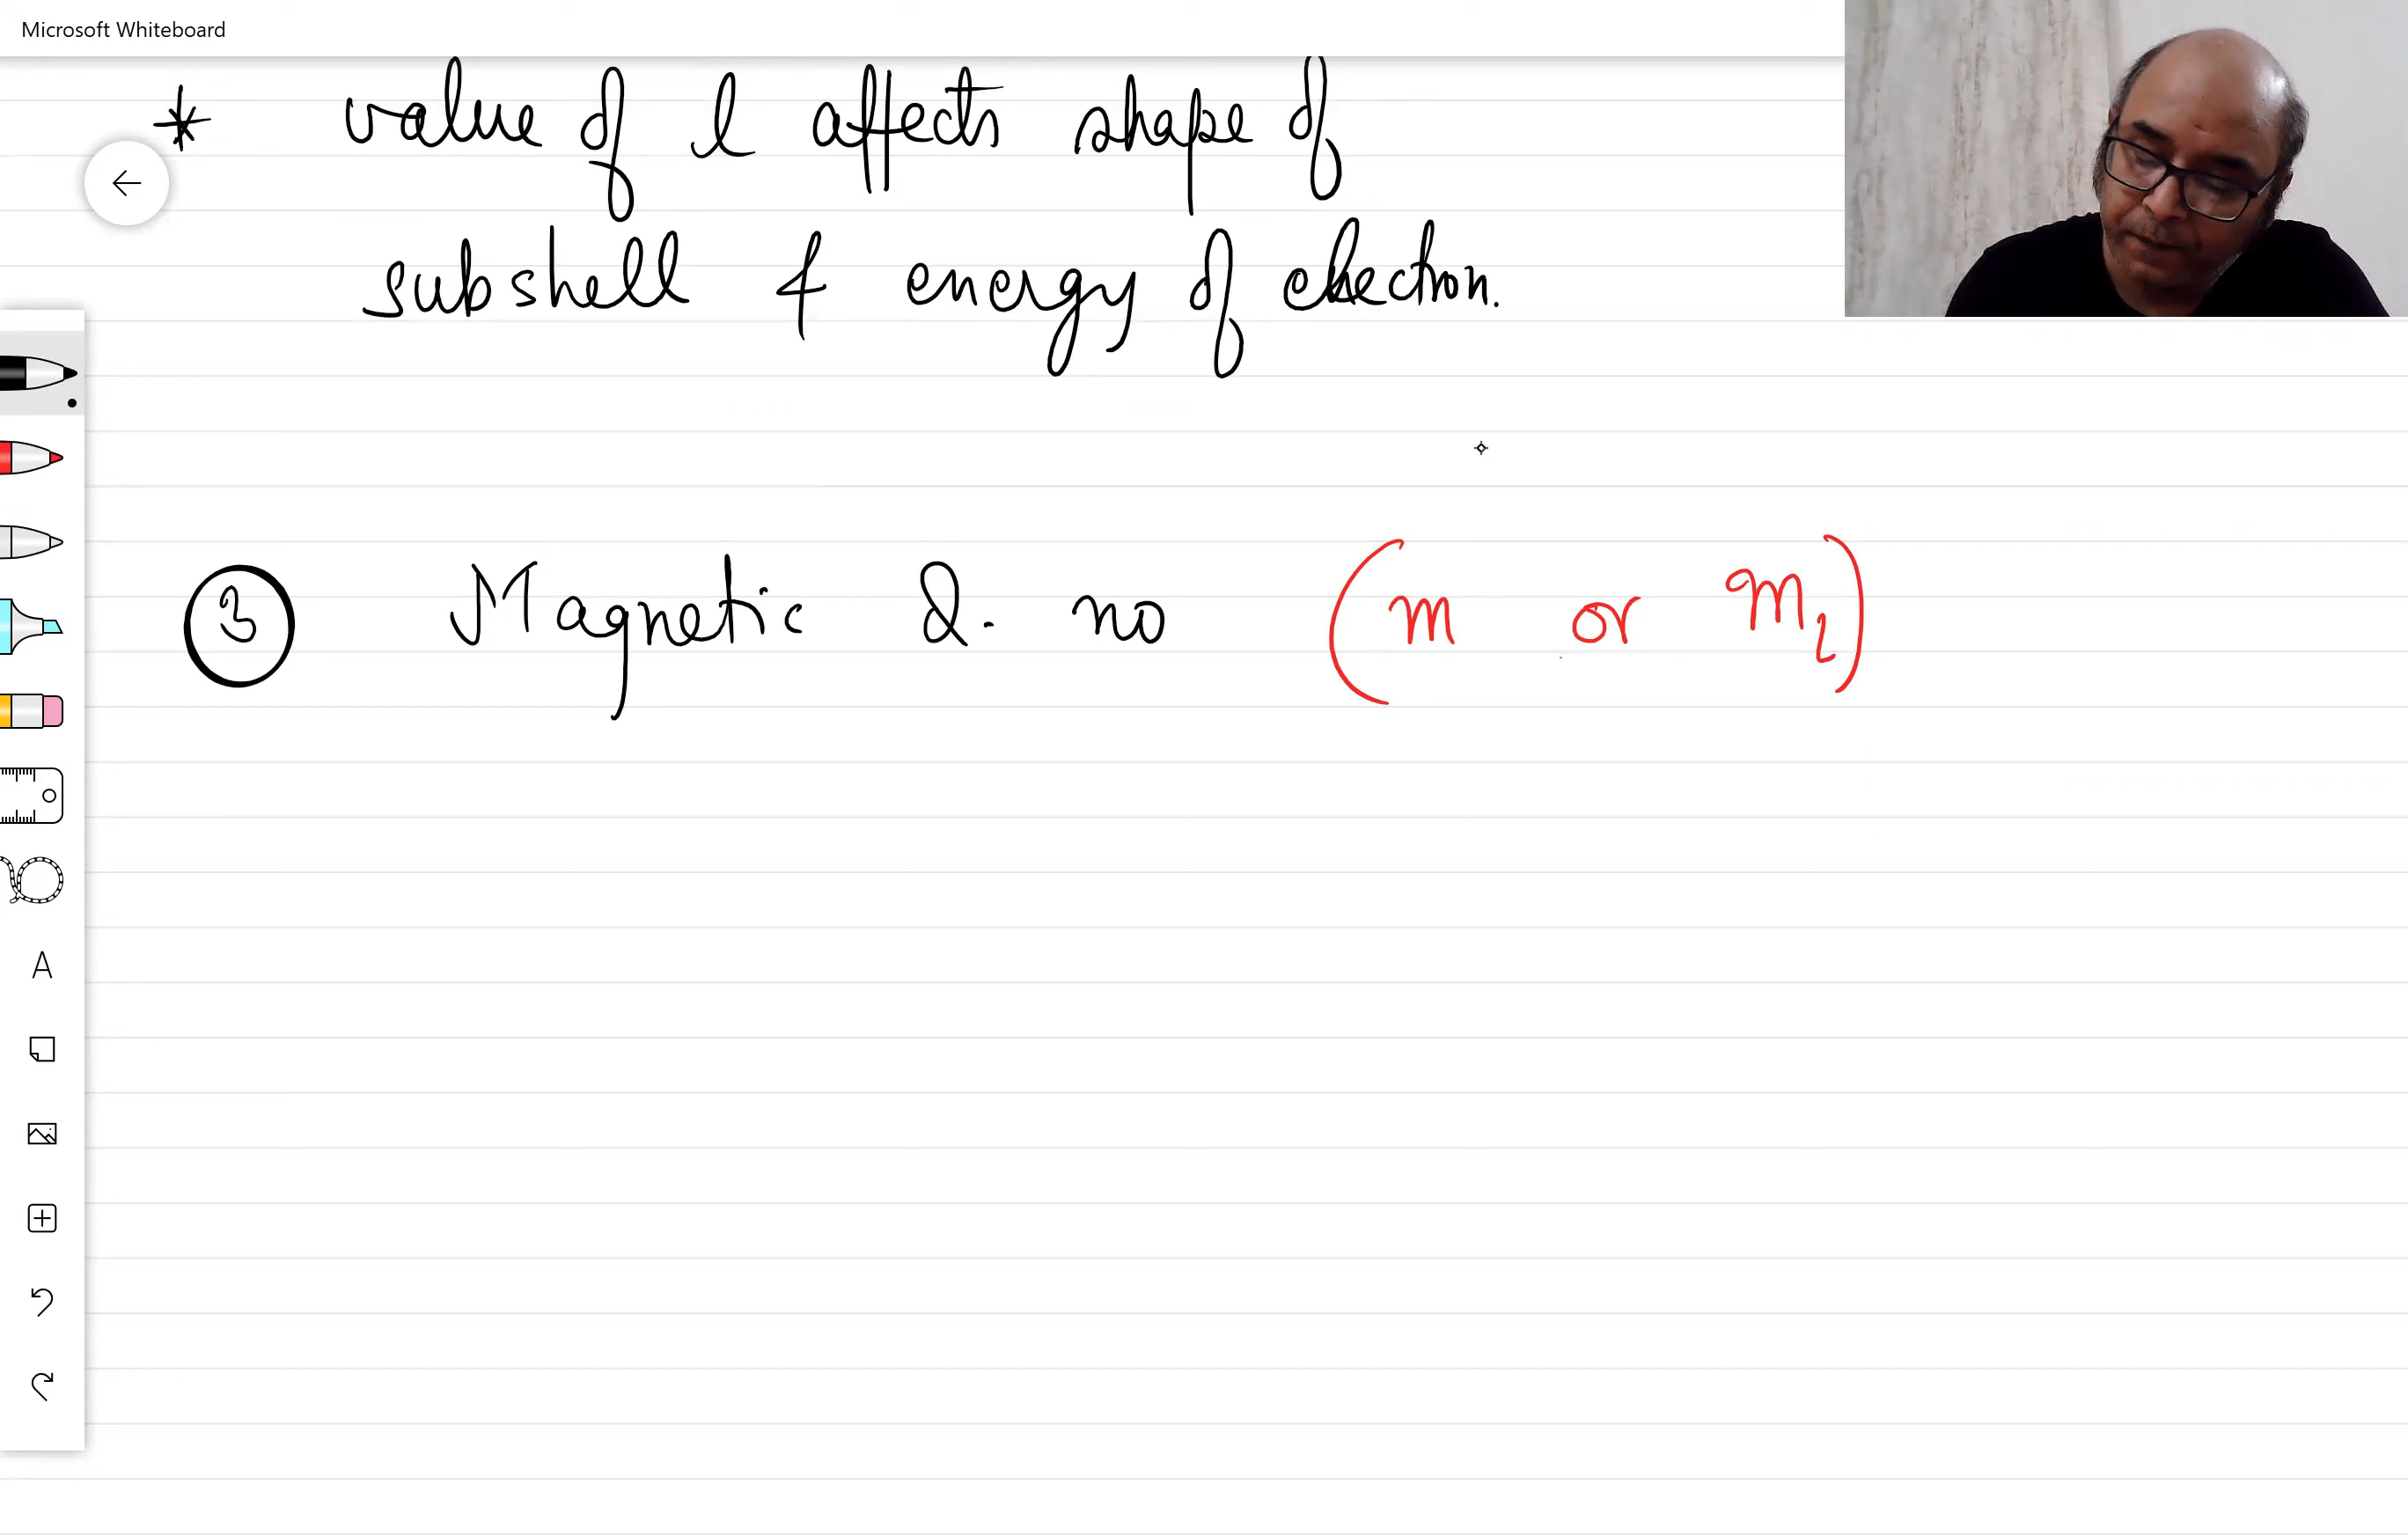 Microsoft Whiteboard
* value of l affects shape of
subshell & energy of electron.
③ Magnetic Q. no (m or mₗ)
A